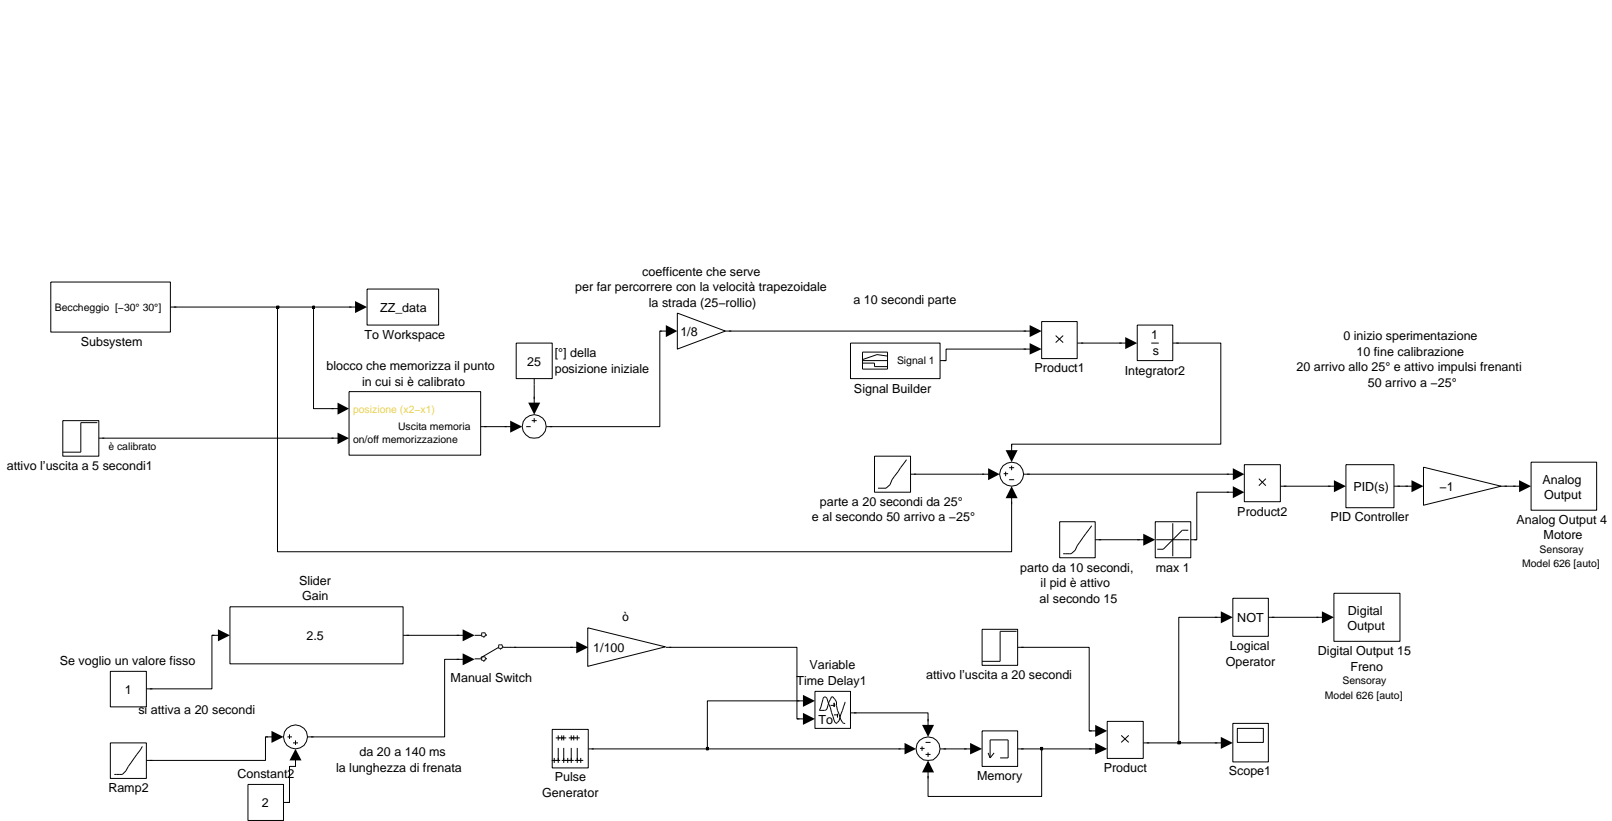 coefficente che serve
per far percorrere con la velocità trapezoidale
la strada (25−rollio)
a 10 secondi parte
Beccheggio [−30° 30°]
Subsystem
ZZ_data
To Workspace
1/8
×
Product1
1
s
Integrator2
Signal 1
Signal Builder
0 inizio sperimentazione
10 fine calibrazione
20 arrivo allo 25° e attivo impulsi frenanti
50 arrivo a −25°
25
[°] della
posizione iniziale
blocco che memorizza il punto
in cui si è calibrato
posizione (x2−x1)
Uscita memoria
on/off memorizzazione
+
−
è calibrato
attivo l'uscita a 5 secondi1
parte a 20 secondi da 25°
e al secondo 50 arrivo a −25°
+
+
−
×
Product2
PID(s)
PID Controller
−1
Analog
Output
Analog Output 4
Motore
Sensoray
Model 626 [auto]
parto da 10 secondi,
il pid è attivo
al secondo 15
max 1
Slider
Gain
2.5
Se voglio un valore fisso
1
si attiva a 20 secondi
Manual Switch
ò
1/100
Variable
Time Delay1
To
attivo l'uscita a 20 secondi
NOT
Logical
Operator
Digital
Output
Digital Output 15
Freno
Sensoray
Model 626 [auto]
Ramp2
+
+
Constant2
2
da 20 a 140 ms
la lunghezza di frenata
Pulse
Generator
−
+
+
Memory
×
Product
Scope1